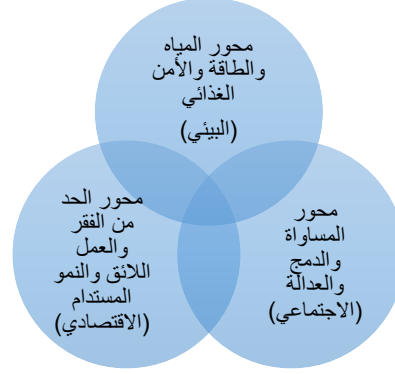 محور المياه
والطاقة والأمن
الغذائي
(البيئي)
محور
المساواة
والدمج
والعدالة
(الاجتماعي)
محور الحد
من الفقر
والعمل
اللائق والنمو
المستدام
(الاقتصادي)